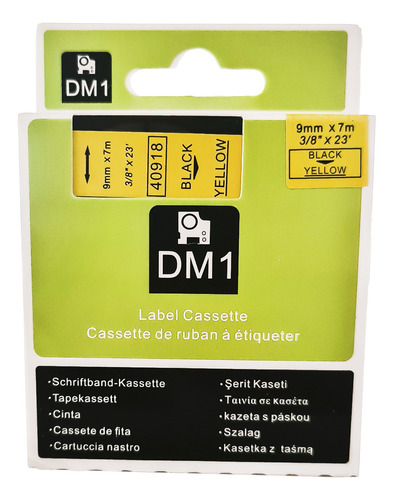 DM1
9mm x 7m
3/8" x 23'
40918
BLACK
YELLOW
9mm x 7m
3/8" x 23'
BLACK
YELLOW
DM1
Label Cassette
Cassette de ruban à étiqueter
·Schriftband-Kassette
·Tapekassett
·Cinta
·Cassete de fita
·Cartuccia nastro
·Şerit Kaseti
·Ταινία σε κασέτα
·kazeta s páskou
·Szalag
·Kasetka z taśmą